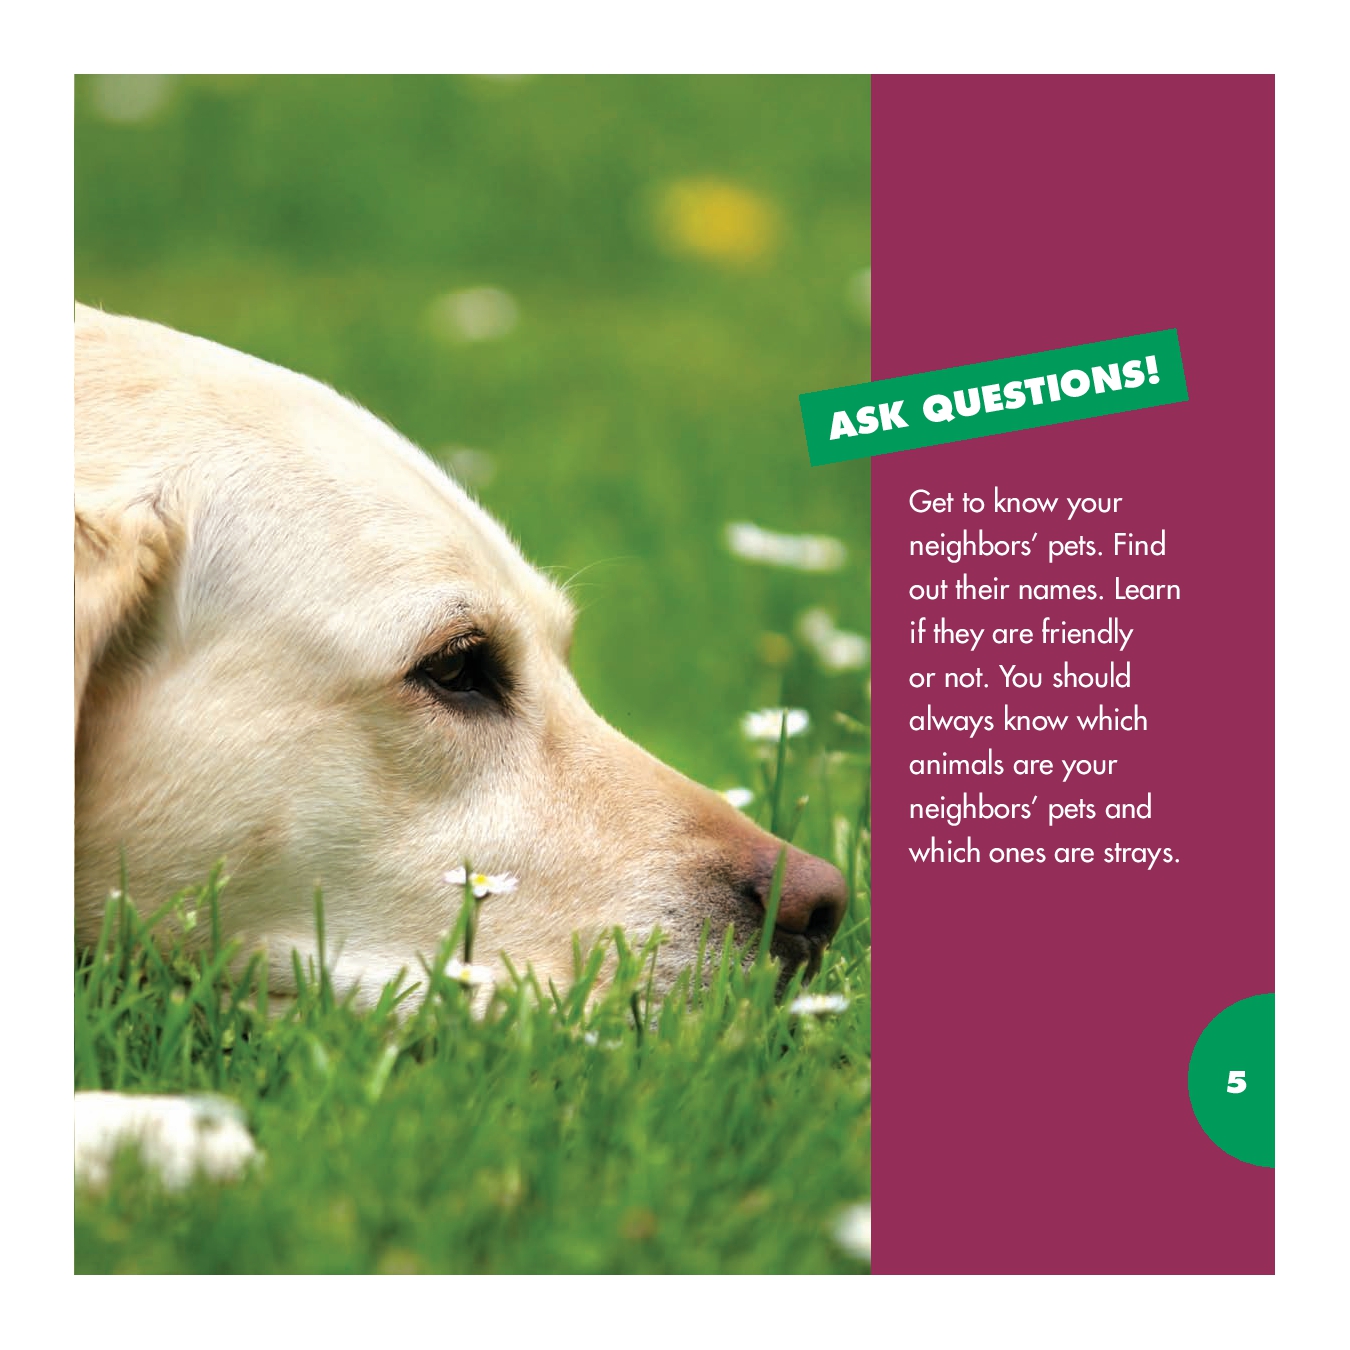 ASK QUESTIONS!
Get to know your
neighbors’ pets. Find
out their names. Learn
if they are friendly
or not. You should
always know which
animals are your
neighbors’ pets and
which ones are strays.
5